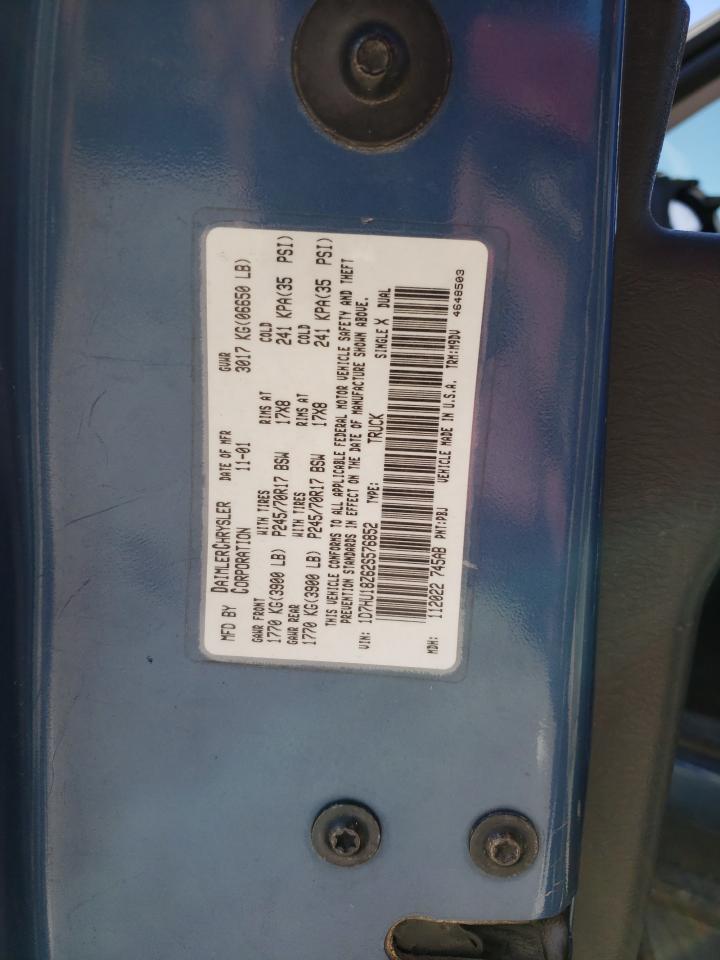 MFD BY DAIMLERCHRYSLER CORPORATION DATE OF MFR 11-01 GVWR 3017 KG(06650 LB)
GAWR FRONT WITH TIRES RIMS AT COLD
1770 KG(3900 LB) P245/70R17 BSW 17X8 241 KPA(35 PSI)
GAWR REAR WITH TIRES RIMS AT COLD
1770 KG(3900 LB) P245/70R17 BSW 17X8 241 KPA(35 PSI)
THIS VEHICLE CONFORMS TO ALL APPLICABLE FEDERAL MOTOR VEHICLE SAFETY AND THEFT
PREVENTION STANDARDS IN EFFECT ON THE DATE OF MANUFACTURE SHOWN ABOVE.
VIN: 1D7HU18Z62S576852 TYPE: TRUCK SINGLE X DUAL
MDH: 112022 745AB PNT:PBJ VEHICLE MADE IN U.S.A. TRM:M9DV
4648503